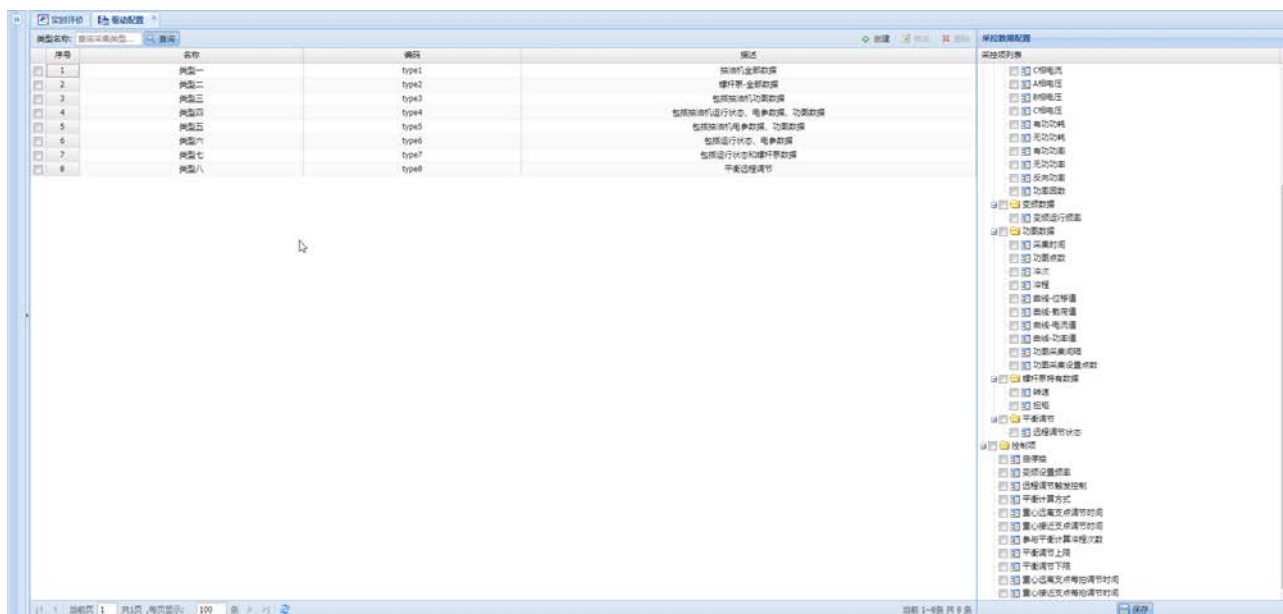 实时评价 驱动配置
类型名称: 查询采集类型... 查询 创建 修改 删除
采控数据配置
序号 名称 编码 描述
采控项列表
1 类型一 type1 抽油机全部数据
2 类型二 type2 螺杆泵-全部数据
3 类型三 type3 包括抽油机功图数据
4 类型四 type4 包括抽油机运行状态、电参数据、功图数据
5 类型五 type5 包括抽油机电参数据、功图数据
6 类型六 type6 包括运行状态、电参数据
7 类型七 type7 包括运行状态和螺杆泵数据
8 类型八 type8 平衡远程调节
C相电流
A相电压
B相电压
C相电压
有功功耗
无功功耗
有功功率
无功功率
反向功率
功率因数
变频数据
变频运行频率
功图数据
采集时间
功图点数
冲次
冲程
曲线-位移值
曲线-载荷值
曲线-电流值
曲线-功率值
功图采集间隔
功图采集设置点数
螺杆泵特有数据
转速
扭矩
平衡调节
远程调节状态
控制项
变频设置频率
远程调节触发控制
平衡计算方式
重心远离支点调节时间
重心接近支点调节时间
参与平衡计算冲程次数
平衡调节上限
平衡调节下限
重心远离支点每拍调节时间
重心接近支点每拍调节时间
当前页 1 共1页 ,每页显示: 100 条 当前 1~8条 共 8 条
保存